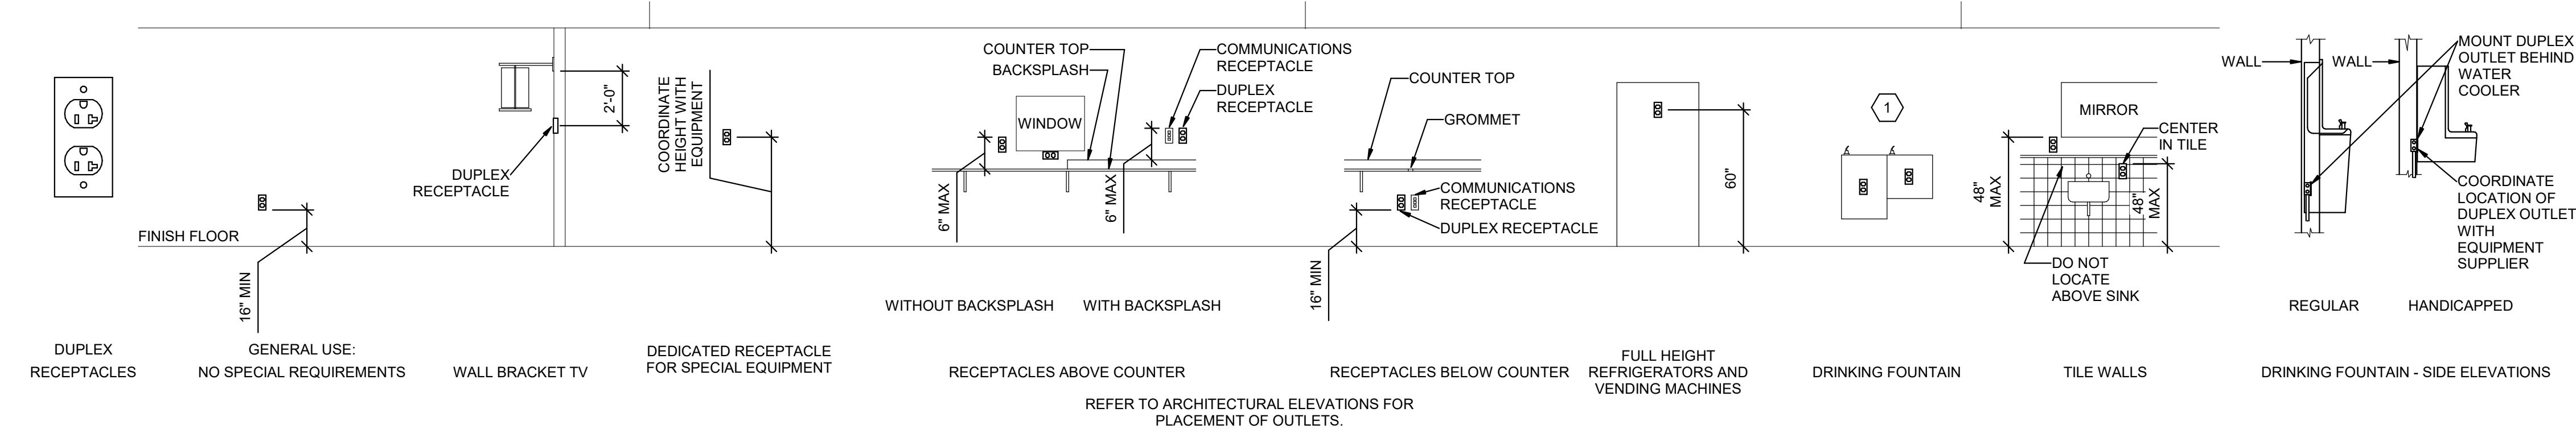 DUPLEX
RECEPTACLES
FINISH FLOOR
16" MIN
GENERAL USE:
NO SPECIAL REQUIREMENTS
2'-0"
DUPLEX
RECEPTACLE
WALL BRACKET TV
COORDINATE
HEIGHT WITH
EQUIPMENT
DEDICATED RECEPTACLE
FOR SPECIAL EQUIPMENT
COUNTER TOP
BACKSPLASH
WINDOW
COMMUNICATIONS
RECEPTACLE
DUPLEX
RECEPTACLE
6" MAX
6" MAX
WITHOUT BACKSPLASH
WITH BACKSPLASH
RECEPTACLES ABOVE COUNTER
COUNTER TOP
GROMMET
COMMUNICATIONS
RECEPTACLE
DUPLEX RECEPTACLE
16" MIN
RECEPTACLES BELOW COUNTER
REFER TO ARCHITECTURAL ELEVATIONS FOR
PLACEMENT OF OUTLETS.
60"
FULL HEIGHT
REFRIGERATORS AND
VENDING MACHINES
1
DRINKING FOUNTAIN
MIRROR
CENTER
IN TILE
48"
MAX
48"
MAX
DO NOT
LOCATE
ABOVE SINK
TILE WALLS
WALL
WALL
MOUNT DUPLEX
OUTLET BEHIND
WATER
COOLER
COORDINATE
LOCATION OF
DUPLEX OUTLET
WITH
EQUIPMENT
SUPPLIER
REGULAR
HANDICAPPED
DRINKING FOUNTAIN - SIDE ELEVATIONS